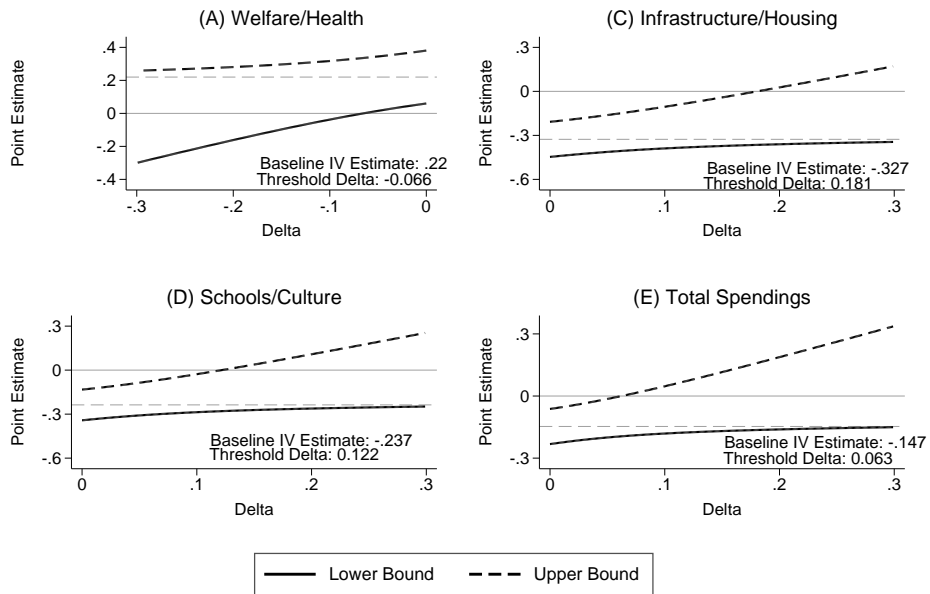 (A) Welfare/Health
Point Estimate
.4
.2
0
-.2
-.4
Baseline IV Estimate: .22
Threshold Delta: -0.066
-.3
-.2
-.1
0
Delta
(C) Infrastructure/Housing
Point Estimate
.3
0
-.3
-.6
Baseline IV Estimate: -.327
Threshold Delta: 0.181
0
.1
.2
.3
Delta
(D) Schools/Culture
Point Estimate
.3
0
-.3
-.6
Baseline IV Estimate: -.237
Threshold Delta: 0.122
0
.1
.2
.3
Delta
(E) Total Spendings
Point Estimate
.3
0
-.3
Baseline IV Estimate: -.147
Threshold Delta: 0.063
0
.1
.2
.3
Delta
Lower Bound
Upper Bound